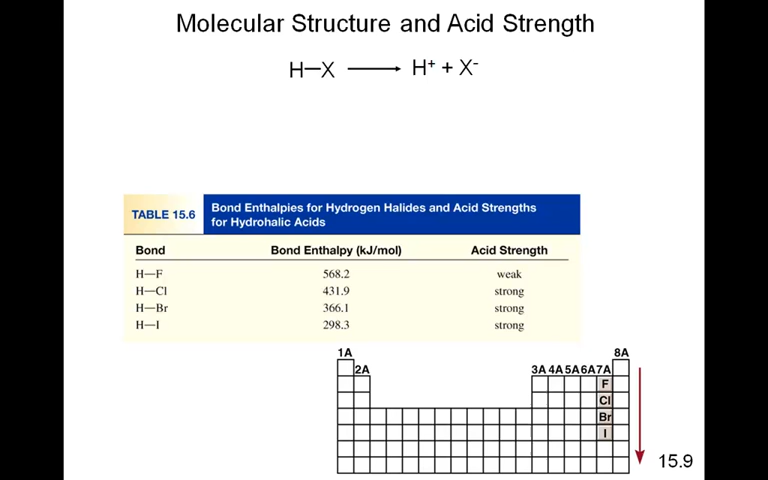 Molecular Structure and Acid Strength
H—X ⟶ H⁺ + X⁻
TABLE 15.6
Bond Enthalpies for Hydrogen Halides and Acid Strengths
for Hydrohalic Acids
Bond Bond Enthalpy (kJ/mol) Acid Strength
H—F 568.2 weak
H—Cl 431.9 strong
H—Br 366.1 strong
H—I 298.3 strong
1A 8A
2A 3A 4A 5A 6A 7A
F
Cl
Br
I
15.9